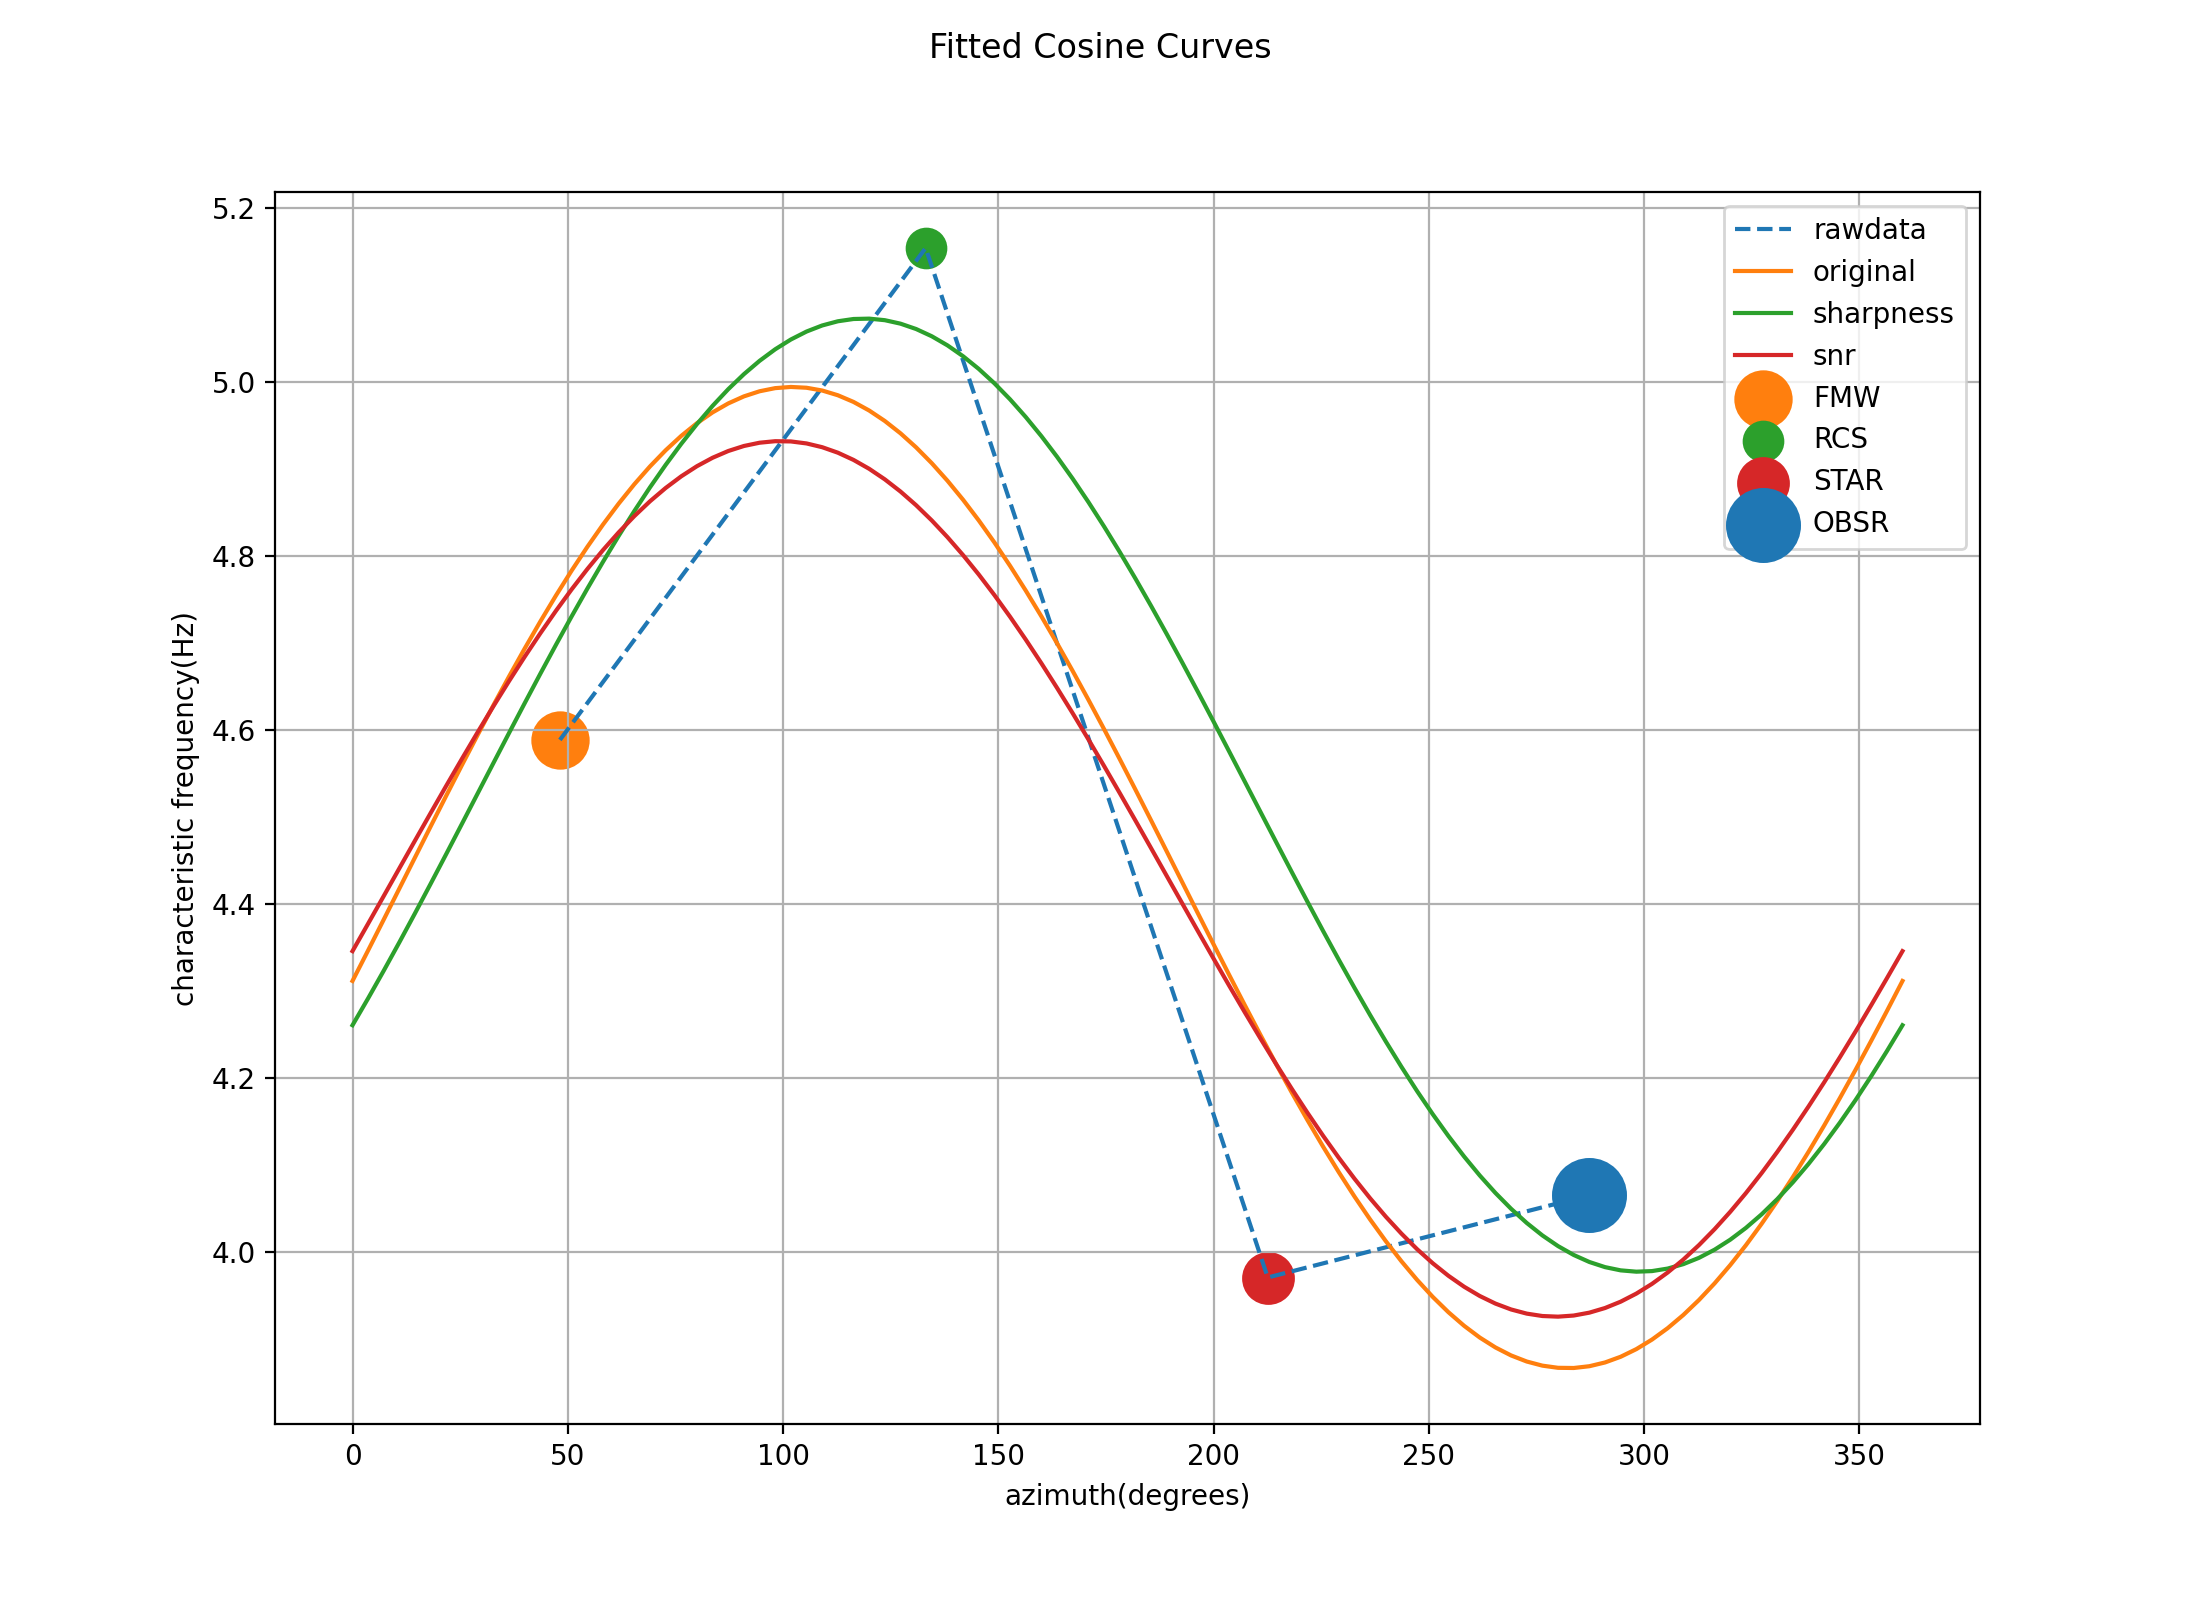 Fitted Cosine Curves
5.2
5.0
4.8
4.6
4.4
4.2
4.0
characteristic frequency(Hz)
rawdata
original
sharpness
snr
FMW
RCS
STAR
OBSR
0 50 100 150 200 250 300 350
azimuth(degrees)